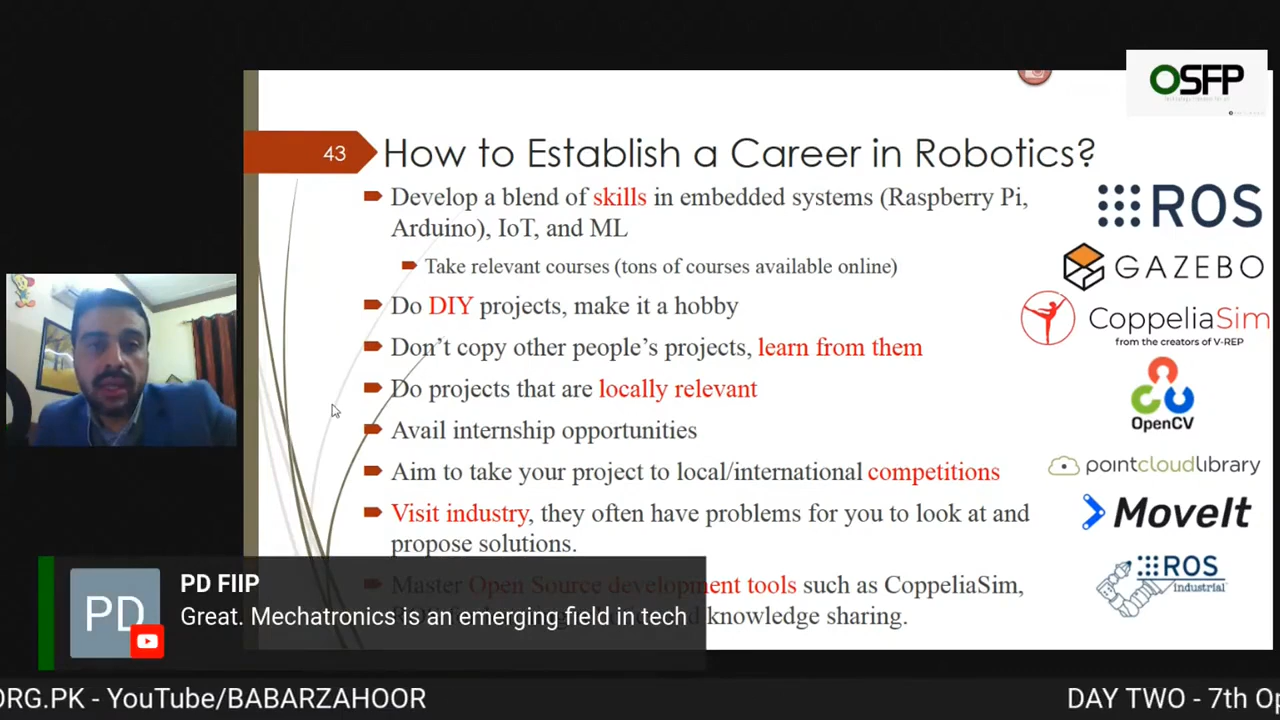 OSFP
43
How to Establish a Career in Robotics?
Develop a blend of skills in embedded systems (Raspberry Pi,
Arduino), IoT, and ML
Take relevant courses (tons of courses available online)
Do DIY projects, make it a hobby
Don’t copy other people’s projects, learn from them
Do projects that are locally relevant
Avail internship opportunities
Aim to take your project to local/international competitions
Visit industry, they often have problems for you to look at and
propose solutions.
Master Open Source development tools such as CoppeliaSim,
knowledge sharing.
ROS
GAZEBO
CoppeliaSim
from the creators of V-REP
OpenCV
pointcloudlibrary
MoveIt
ROS
industrial
PD
PD FIIP
Great. Mechatronics is an emerging field in tech
ORG.PK - YouTube/BABARZAHOOR
DAY TWO - 7th Op